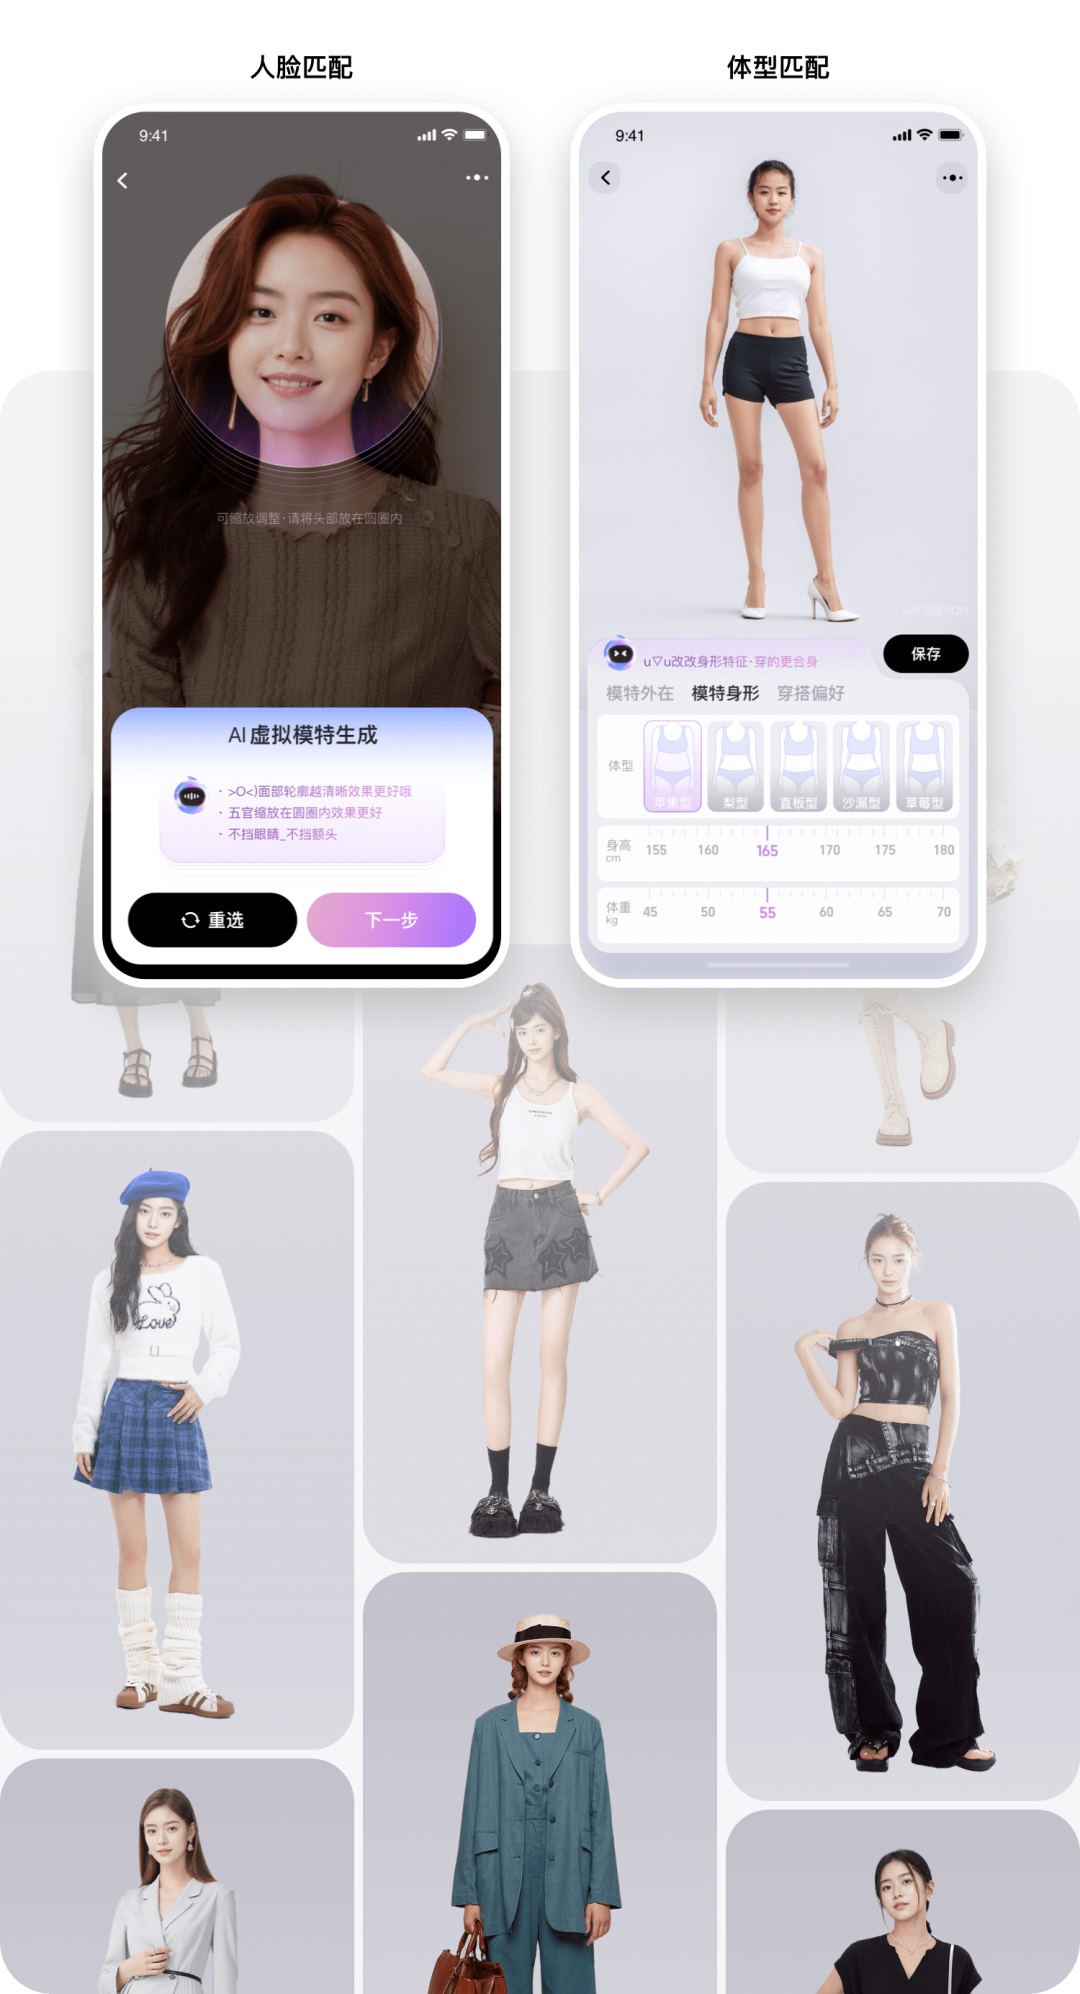 人脸匹配
体型匹配
9:41
可缩放调整·请将头部放在圆圈内
AI 虚拟模特生成
· >O<)面部轮廓越清晰效果更好哦
· 五官缩放在圆圈内效果更好
· 不挡眼睛_不挡额头
重选
下一步
9:41
AIFASHION
u▽u改改身形特征·穿的更合身
保存
模特外在 模特身形 穿搭偏好
体型
苹果型 梨型 直板型 沙漏型 草莓型
身高
cm
155 160 165 170 175 180
体重
kg
45 50 55 60 65 70
Love